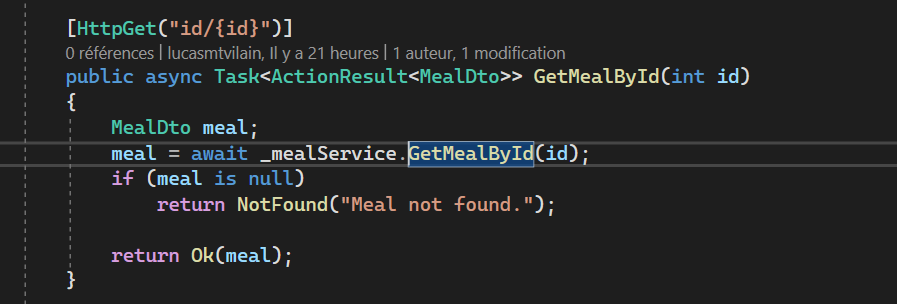 [HttpGet("id/{id}")]
0 références | lucasmtvilain, Il y a 21 heures | 1 auteur, 1 modification
public async Task<ActionResult<MealDto>> GetMealById(int id)
{
MealDto meal;
meal = await _mealService.GetMealById(id);
if (meal is null)
return NotFound("Meal not found.");
return Ok(meal);
}